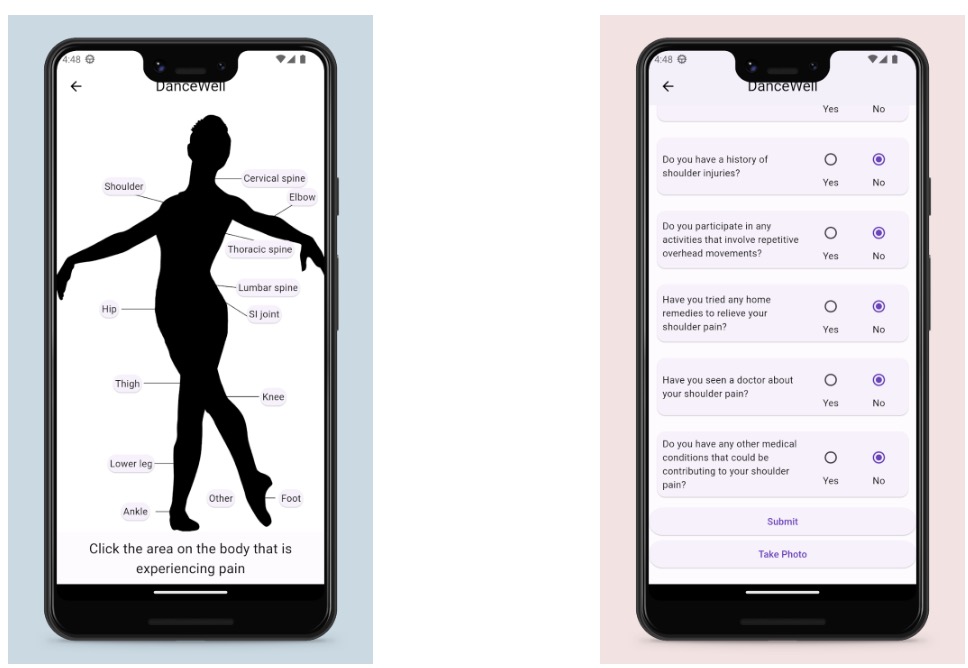 4:48
DanceWell
Cervical spine
Shoulder
Elbow
Thoracic spine
Lumbar spine
Hip
SI joint
Thigh
Knee
Lower leg
Other
Foot
Ankle
Click the area on the body that is
experiencing pain
4:48
DanceWell
Yes No
Do you have a history of
shoulder injuries?
Yes No
Do you participate in any
activities that involve repetitive
overhead movements?
Yes No
Have you tried any home
remedies to relieve your
shoulder pain?
Yes No
Have you seen a doctor about
your shoulder pain?
Yes No
Do you have any other medical
conditions that could be
contributing to your shoulder
pain?
Yes No
Submit
Take Photo